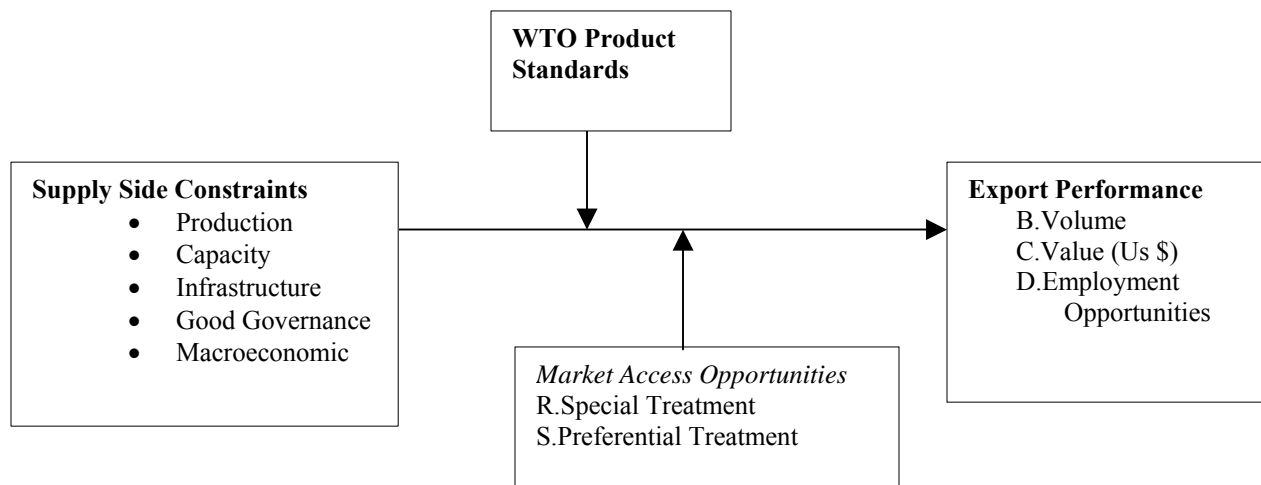 WTO Product
Standards
Supply Side Constraints
• Production
• Capacity
• Infrastructure
• Good Governance
• Macroeconomic
Export Performance
B.Volume
C.Value (Us $)
D.Employment
Opportunities
Market Access Opportunities
R.Special Treatment
S.Preferential Treatment